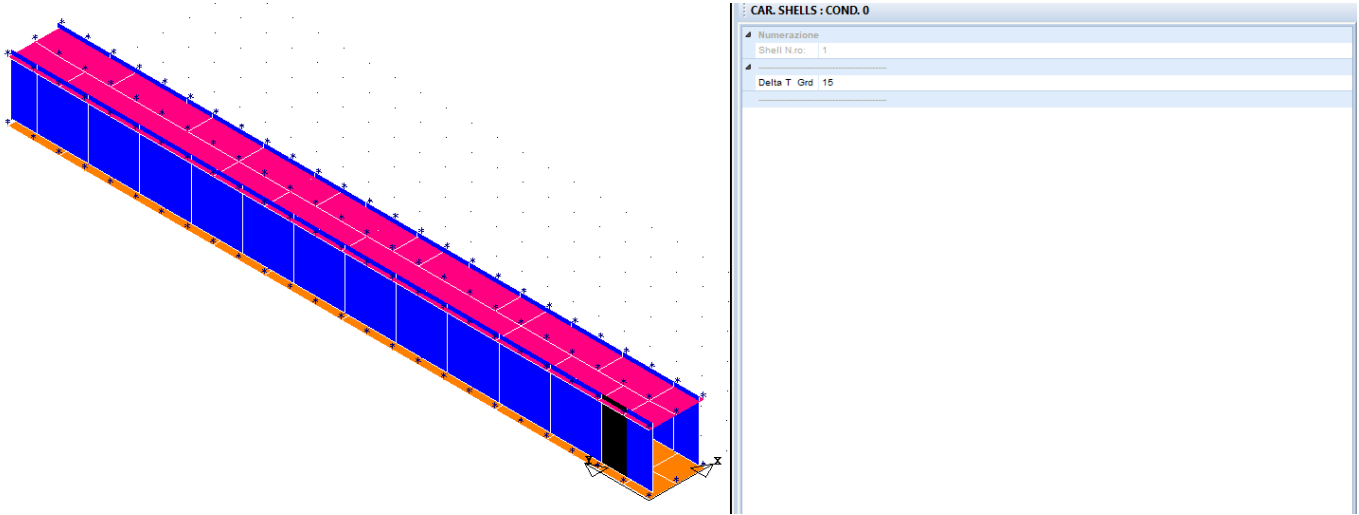 CAR. SHELLS : COND. 0
Numerazione
Shell N.ro: 1
Delta T Grd 15
Y
X